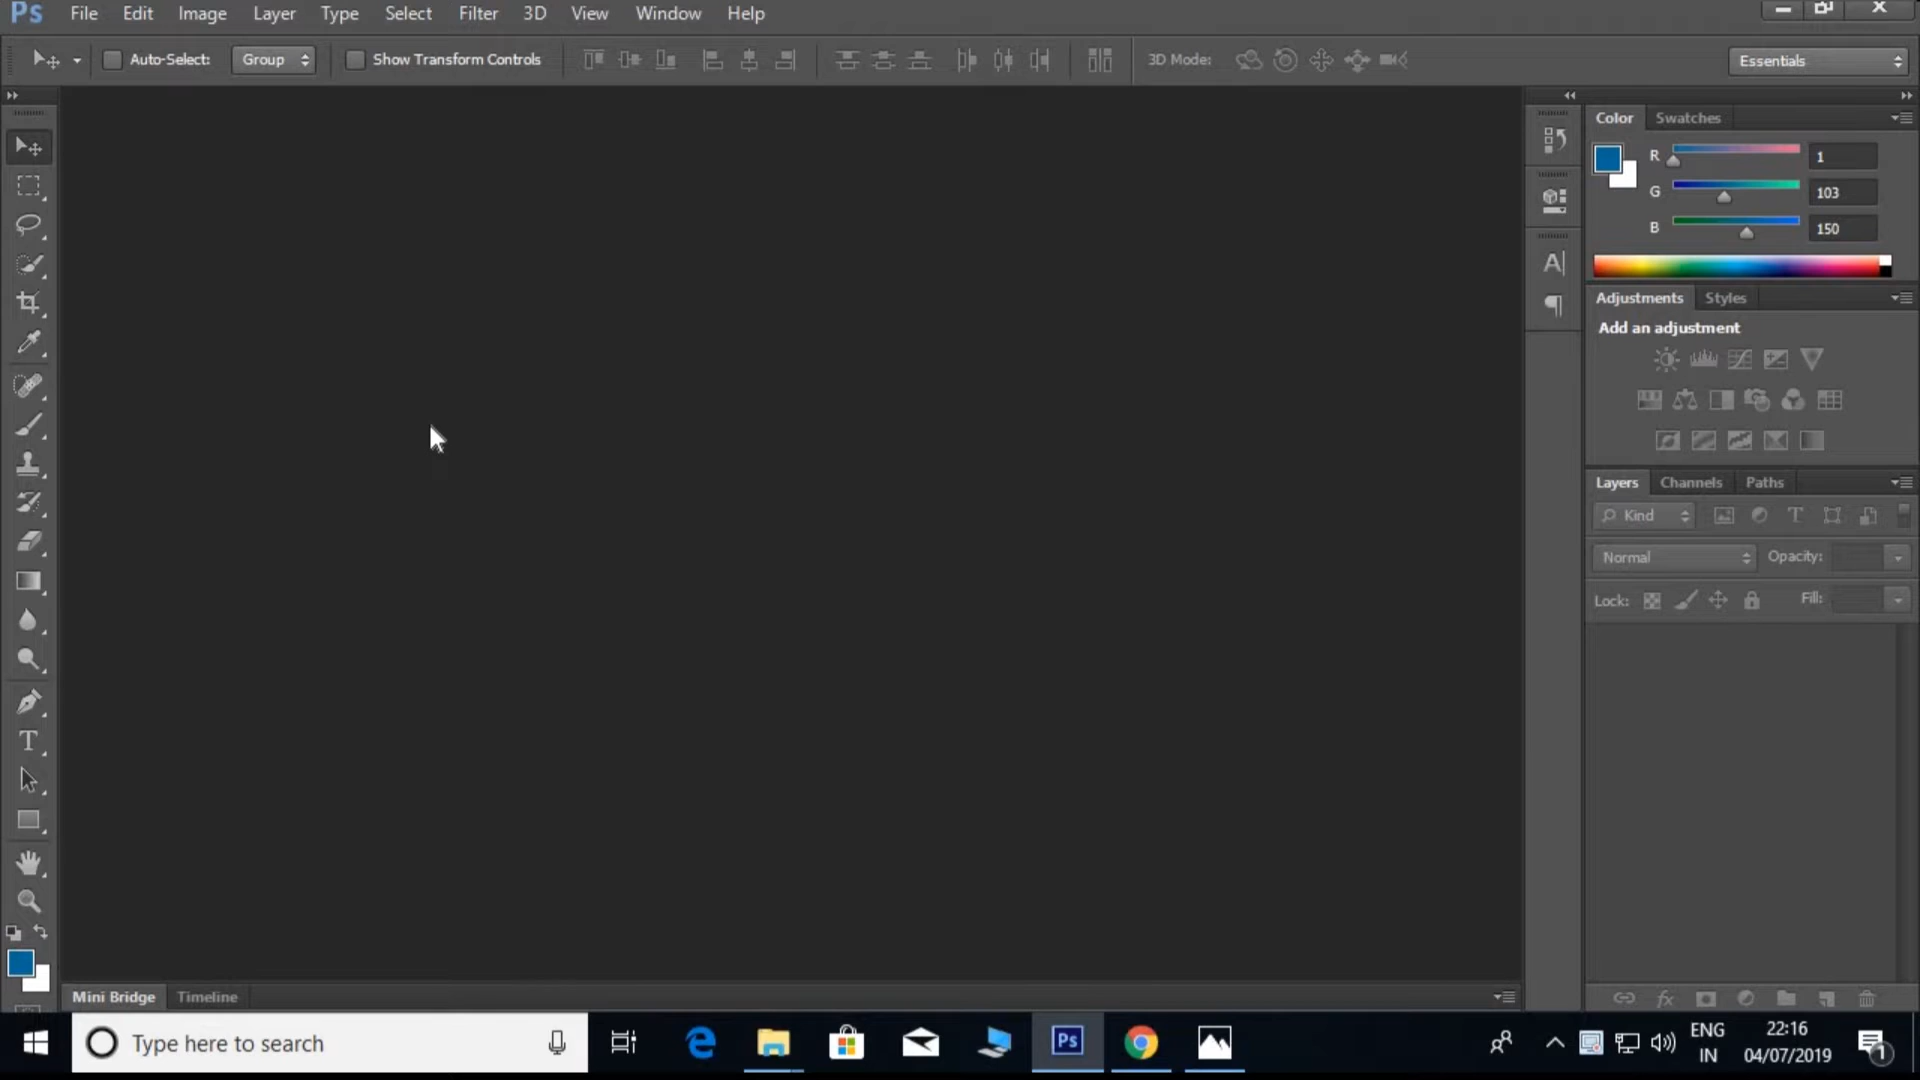 Ps File Edit Image Layer Type Select Filter 3D View Window Help
Auto-Select: Group Show Transform Controls 3D Mode: Essentials
Color Swatches
R 1
G 103
B 150
Adjustments Styles
Add an adjustment
Layers Channels Paths
Kind
Normal Opacity:
Lock: Fill:
Mini Bridge Timeline
Type here to search
Ps
ENG
IN
22:16
04/07/2019
1